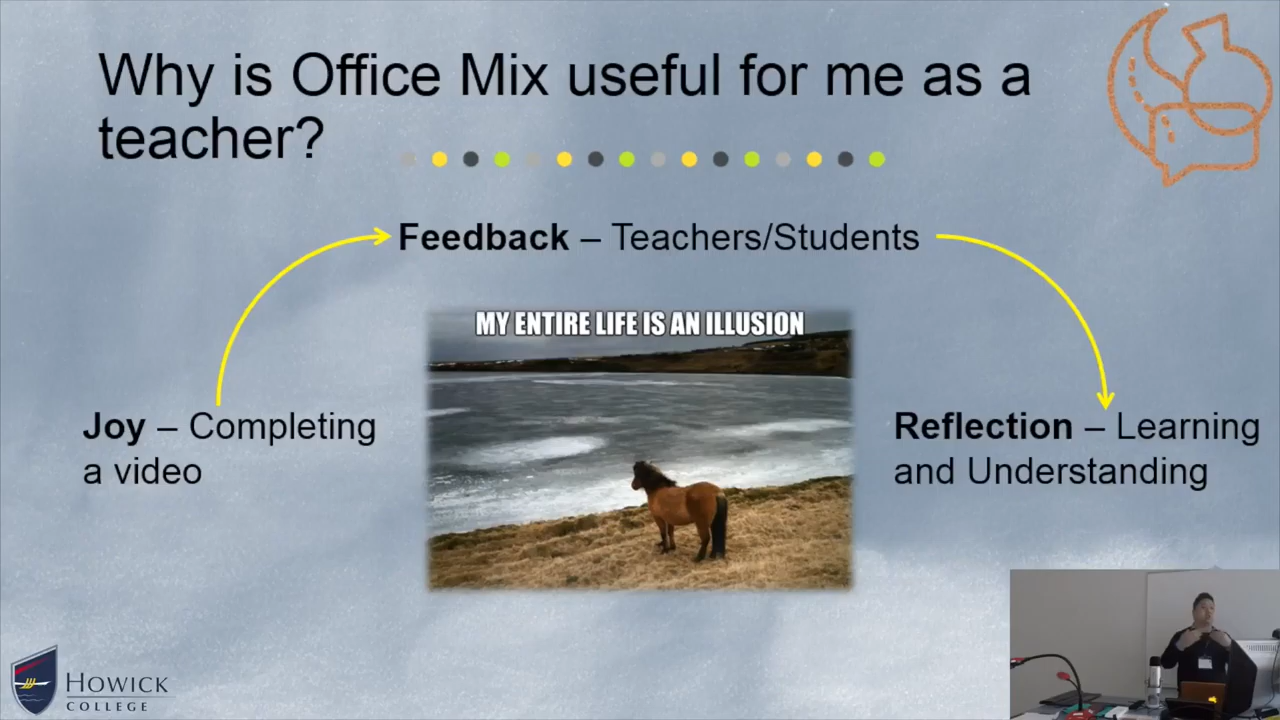 Why is Office Mix useful for me as a
teacher?
Feedback – Teachers/Students
MY ENTIRE LIFE IS AN ILLUSION
Joy – Completing
a video
Reflection – Learning
and Understanding
HOWICK
COLLEGE